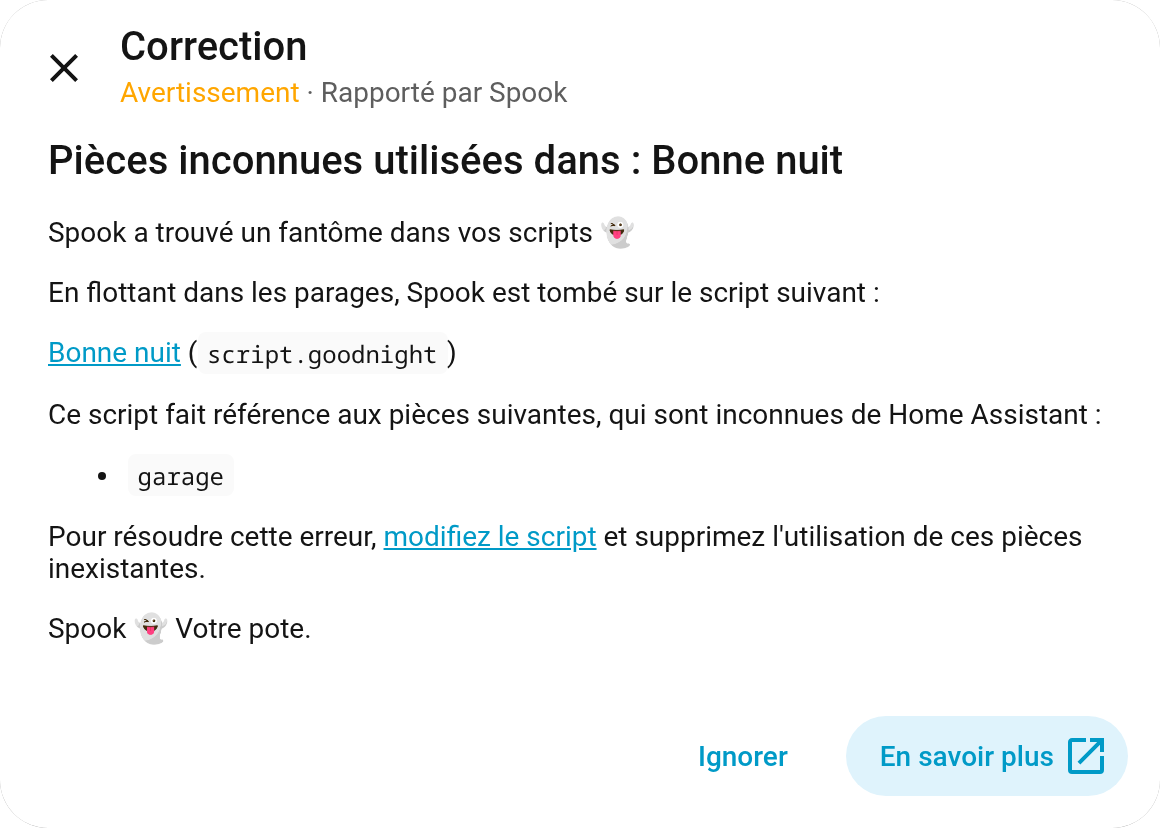 Correction
Avertissement · Rapporté par Spook
Pièces inconnues utilisées dans : Bonne nuit
Spook a trouvé un fantôme dans vos scripts 👻
En flottant dans les parages, Spook est tombé sur le script suivant :
Bonne nuit (script.goodnight)
Ce script fait référence aux pièces suivantes, qui sont inconnues de Home Assistant :
• garage
Pour résoudre cette erreur, modifiez le script et supprimez l'utilisation de ces pièces
inexistantes.
Spook 👻 Votre pote.
Ignorer
En savoir plus